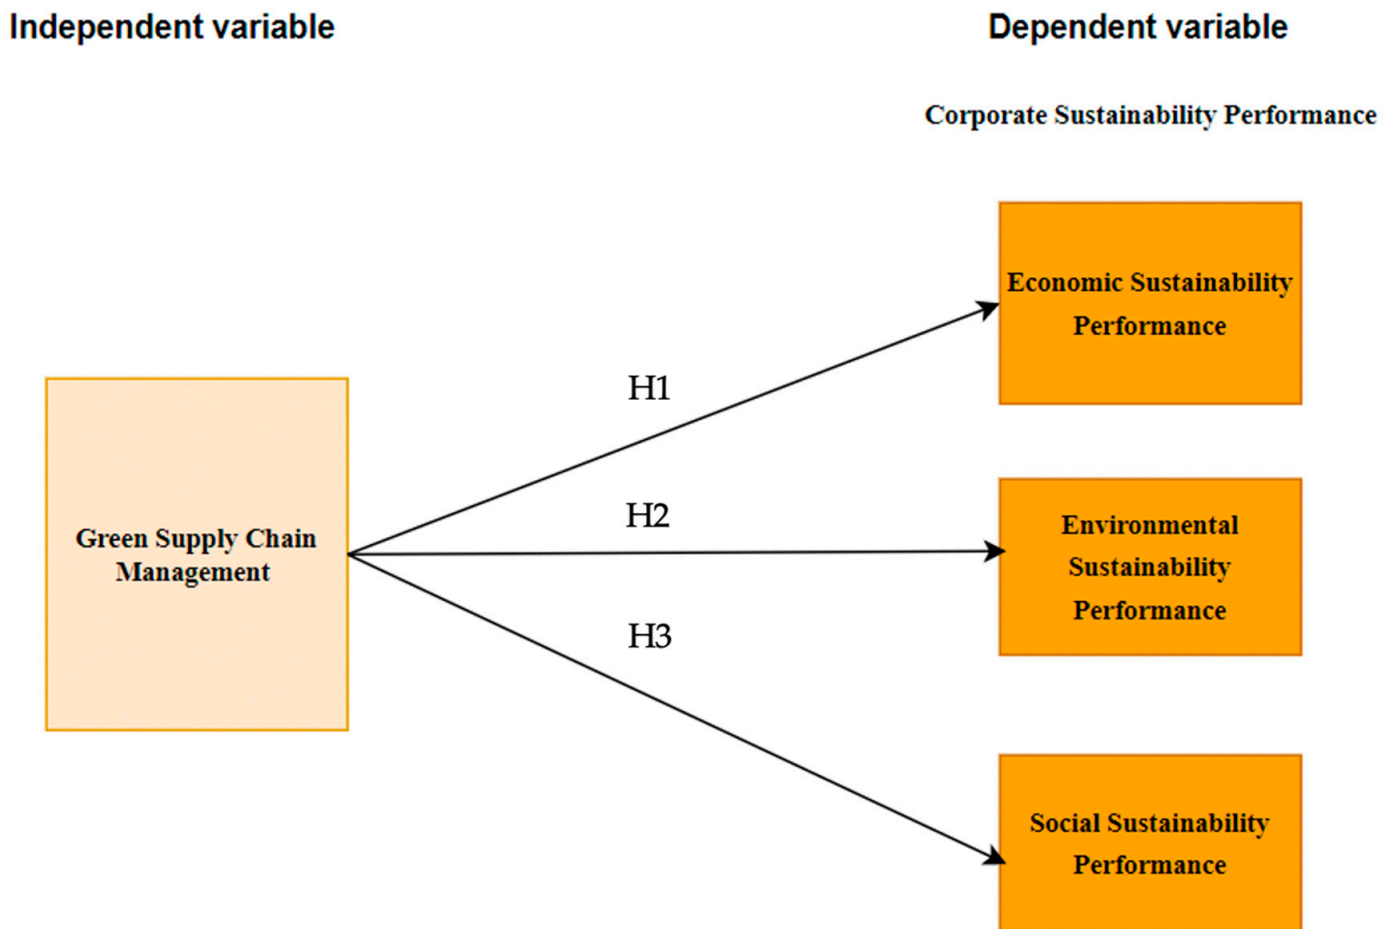 Independent variable
Dependent variable
Corporate Sustainability Performance
Economic Sustainability
Performance
H1
H2
Environmental
Sustainability
Performance
Green Supply Chain
Management
H3
Social Sustainability
Performance